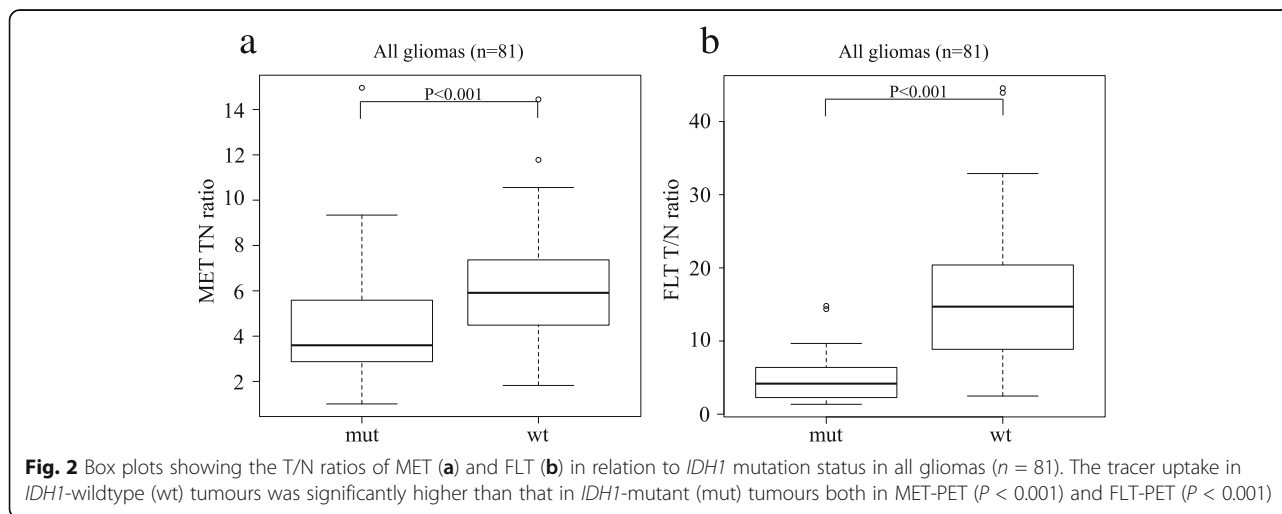 a
All gliomas (n=81)
P<0.001
MET TN ratio
14
12
10
8
6
4
2
mut
wt
b
All gliomas (n=81)
P<0.001
FLT T/N ratio
40
30
20
10
0
mut
wt
Fig. 2 Box plots showing the T/N ratios of MET (a) and FLT (b) in relation to IDH1 mutation status in all gliomas (n = 81). The tracer uptake in
IDH1-wildtype (wt) tumours was significantly higher than that in IDH1-mutant (mut) tumours both in MET-PET (P < 0.001) and FLT-PET (P < 0.001)